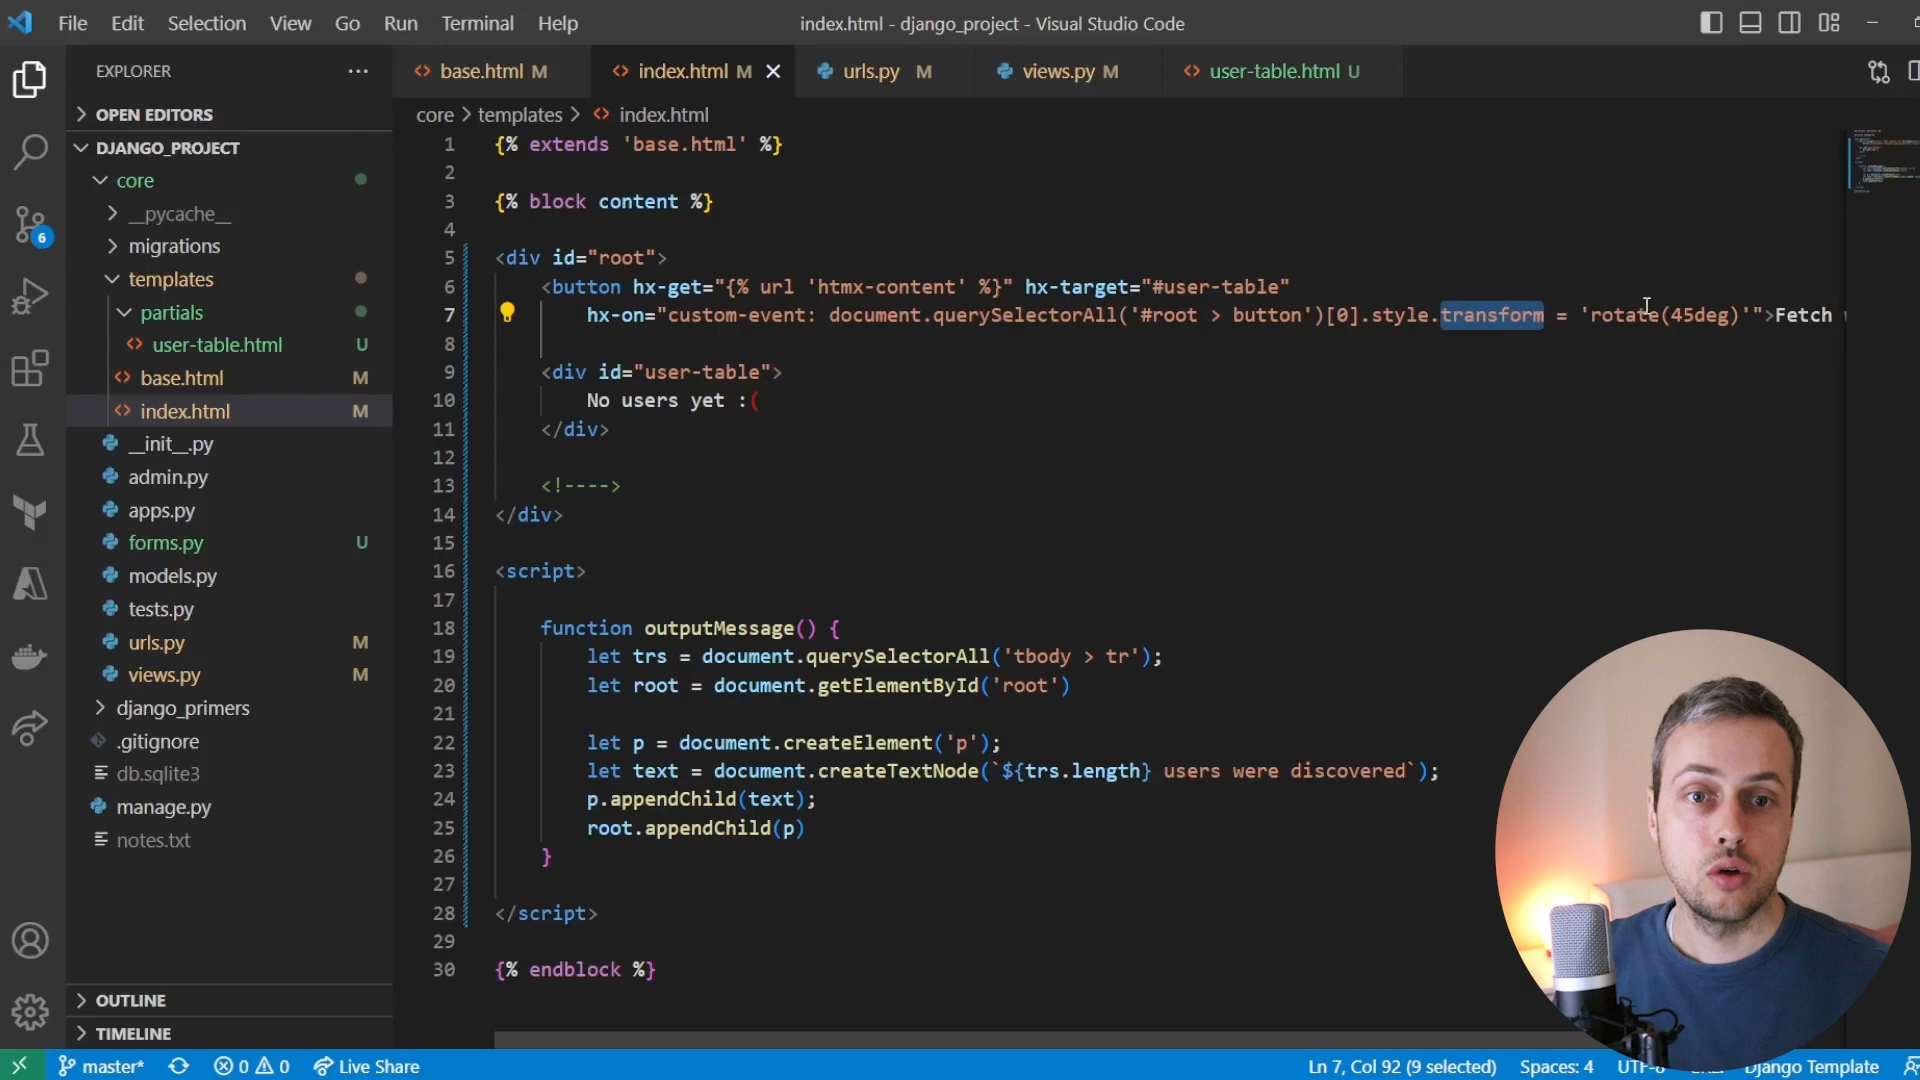 File Edit Selection View Go Run Terminal Help
index.html - django_project - Visual Studio Code
EXPLORER
OPEN EDITORS
DJANGO_PROJECT
core
__pycache__
migrations
templates
partials
user-table.html U
base.html M
index.html M
__init__.py
admin.py
apps.py
forms.py U
models.py
tests.py
urls.py M
views.py M
django_primers
.gitignore
db.sqlite3
manage.py
notes.txt
OUTLINE
TIMELINE
6
base.html M index.html M urls.py M views.py M user-table.html U
core > templates > index.html
1 {% extends 'base.html' %}
2
3 {% block content %}
4
5 <div id="root">
6 <button hx-get="{% url 'htmx-content' %}" hx-target="#user-table"
7 hx-on="custom-event: document.querySelectorAll('#root > button')[0].style.transform = 'rotate(45deg)'">Fetch
8
9 <div id="user-table">
10 No users yet :(
11 </div>
12
13 <!---->
14 </div>
15
16 <script>
17
18 function outputMessage() {
19 let trs = document.querySelectorAll('tbody > tr');
20 let root = document.getElementById('root')
21
22 let p = document.createElement('p');
23 let text = document.createTextNode(`${trs.length} users were discovered`);
24 p.appendChild(text);
25 root.appendChild(p)
26 }
27
28 </script>
29
30 {% endblock %}
master* 0 0 Live Share
Ln 7, Col 92 (9 selected) Spaces: 4 UTF-8 Django Template